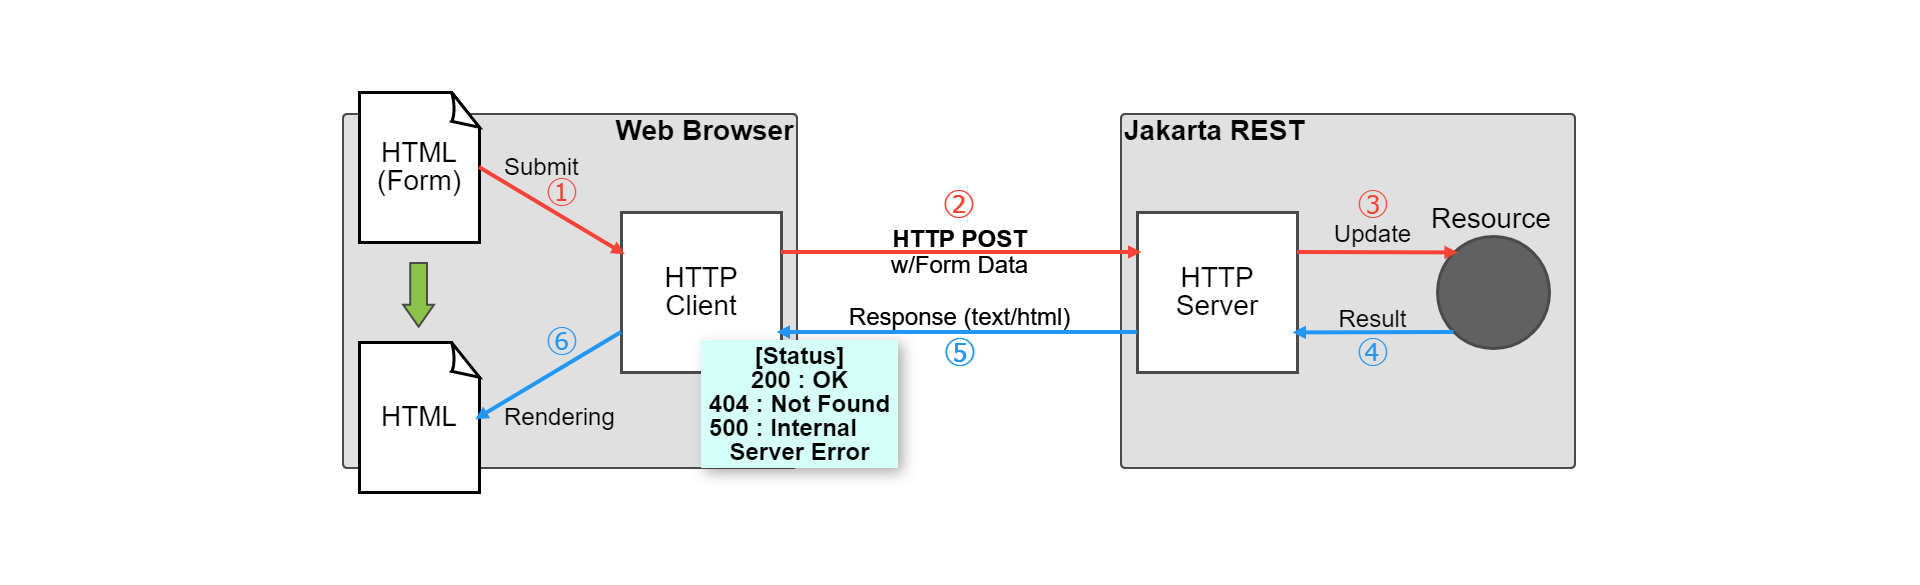 Web Browser
HTML
(Form)
Submit
①
HTTP
Client
②
HTTP POST
w/Form Data
Response (text/html)
⑤
[Status]
200 : OK
404 : Not Found
500 : Internal
Server Error
⑥
HTML
Rendering
Jakarta REST
HTTP
Server
③
Update
Resource
Result
④